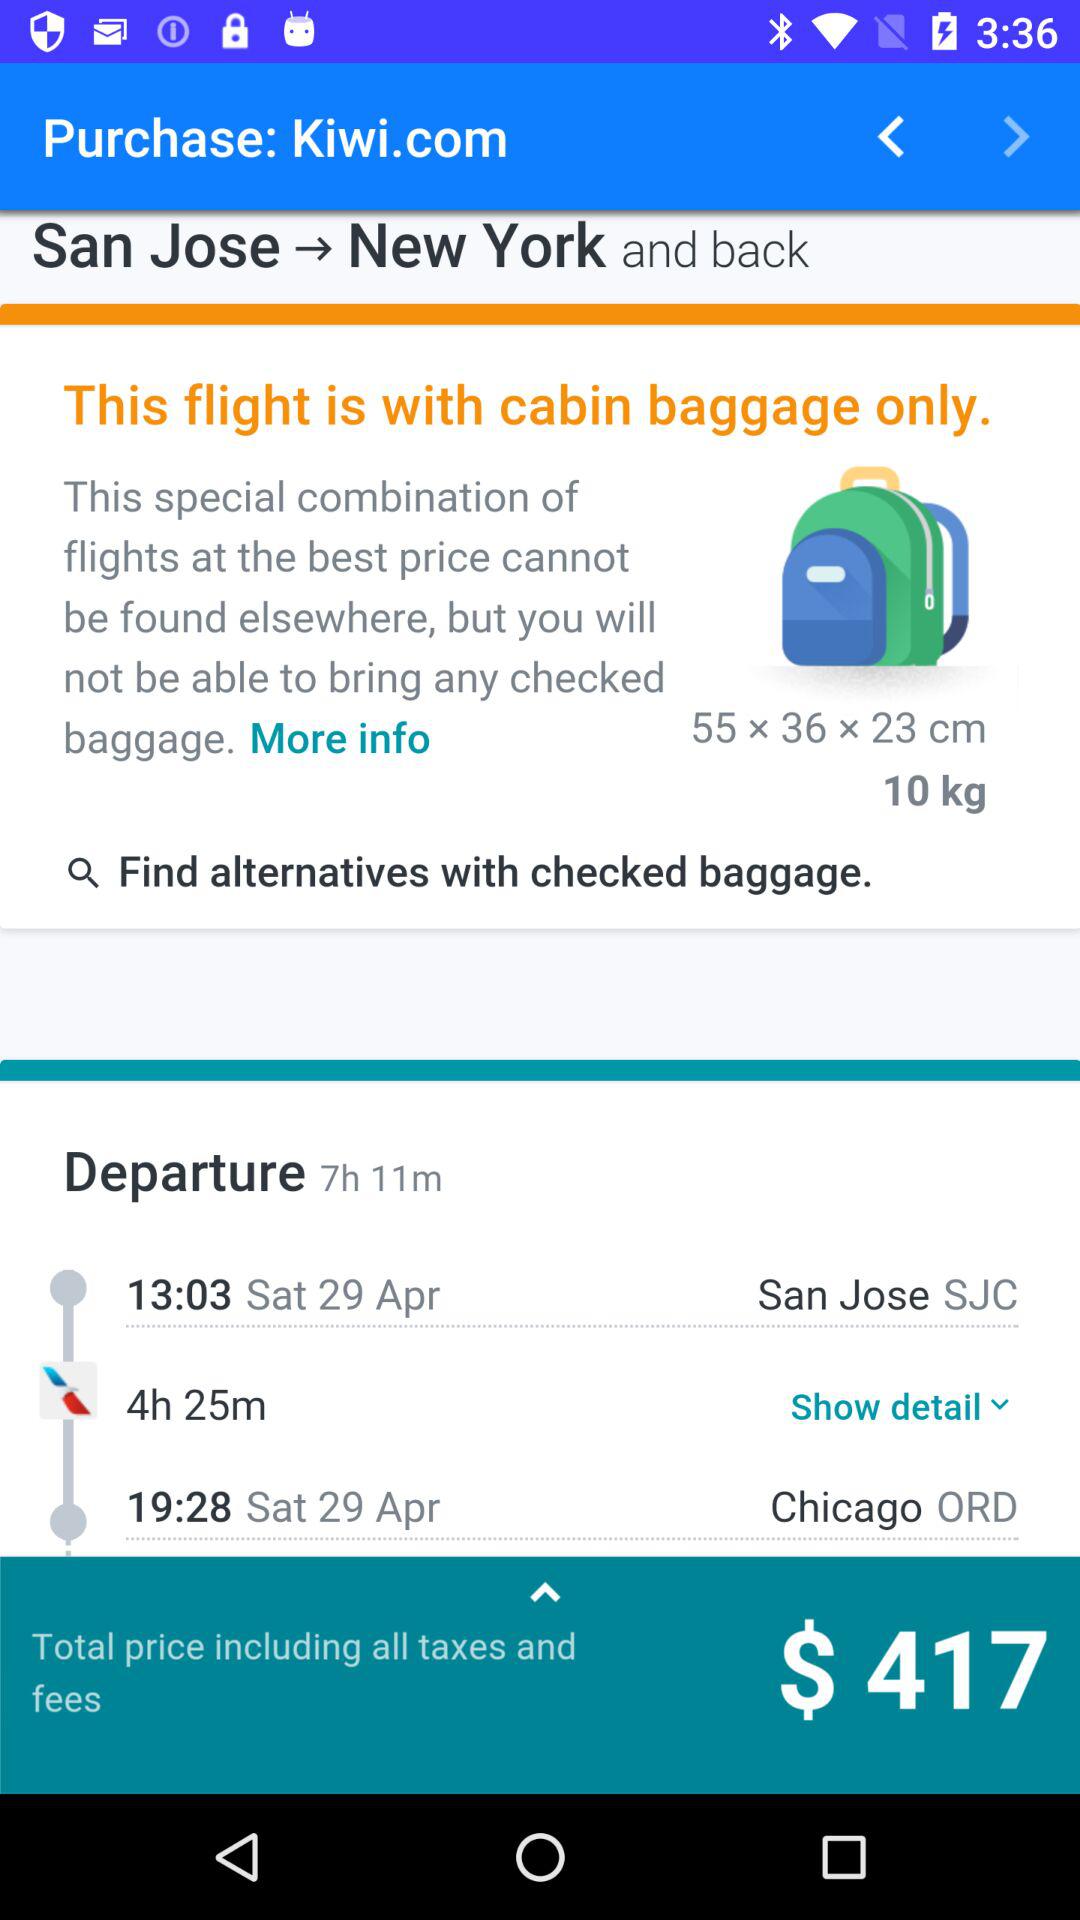 3:36
Purchase: Kiwi.com
San Jose → New York and back
This flight is with cabin baggage only.
This special combination of
flights at the best price cannot
be found elsewhere, but you will
not be able to bring any checked
baggage. More info
55 × 36 × 23 cm
10 kg
Find alternatives with checked baggage.
Departure 7h 11m
13:03 Sat 29 Apr San Jose SJC
4h 25m Show detail
19:28 Sat 29 Apr Chicago ORD
Total price including all taxes and
fees
$ 417